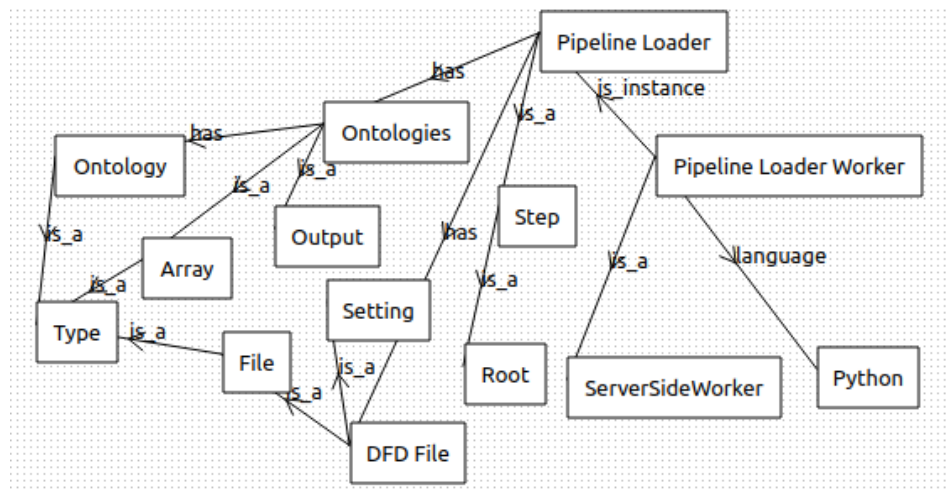 Pipeline Loader
has
is_instance
is_a
Ontologies
has
Ontology
Pipeline Loader Worker
is_a
is_a
Step
Output
is_a
has
language
Array
is_a
is_a
is_a
Setting
Type
is_a
File
is_a
Root
ServerSideWorker
Python
is_a
DFD File